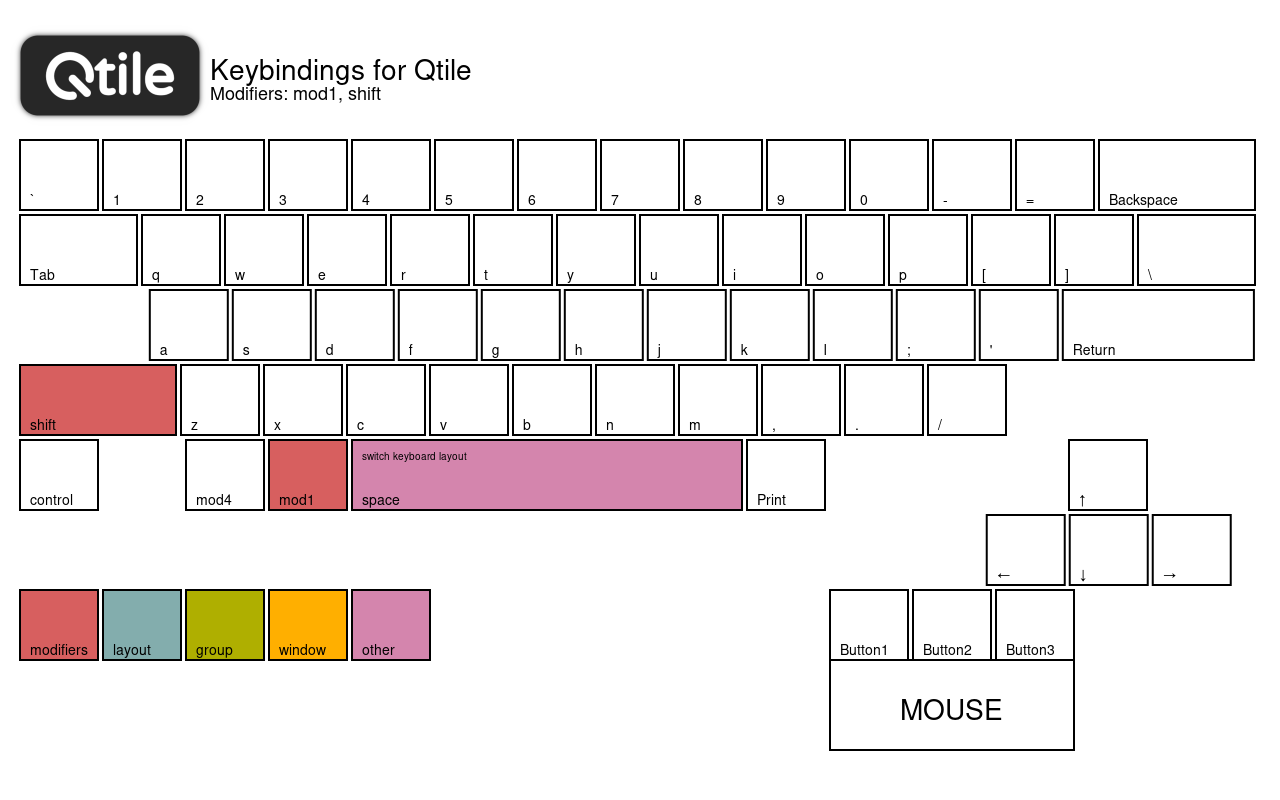 Qtile
Keybindings for Qtile
Modifiers: mod1, shift
` 1 2 3 4 5 6 7 8 9 0 - = Backspace
Tab q w e r t y u i o p [ ] \
a s d f g h j k l ; ' Return
shift z x c v b n m , . /
switch keyboard layout
control mod4 mod1 space Print ↑
← ↓ →
modifiers layout group window other Button1 Button2 Button3
MOUSE